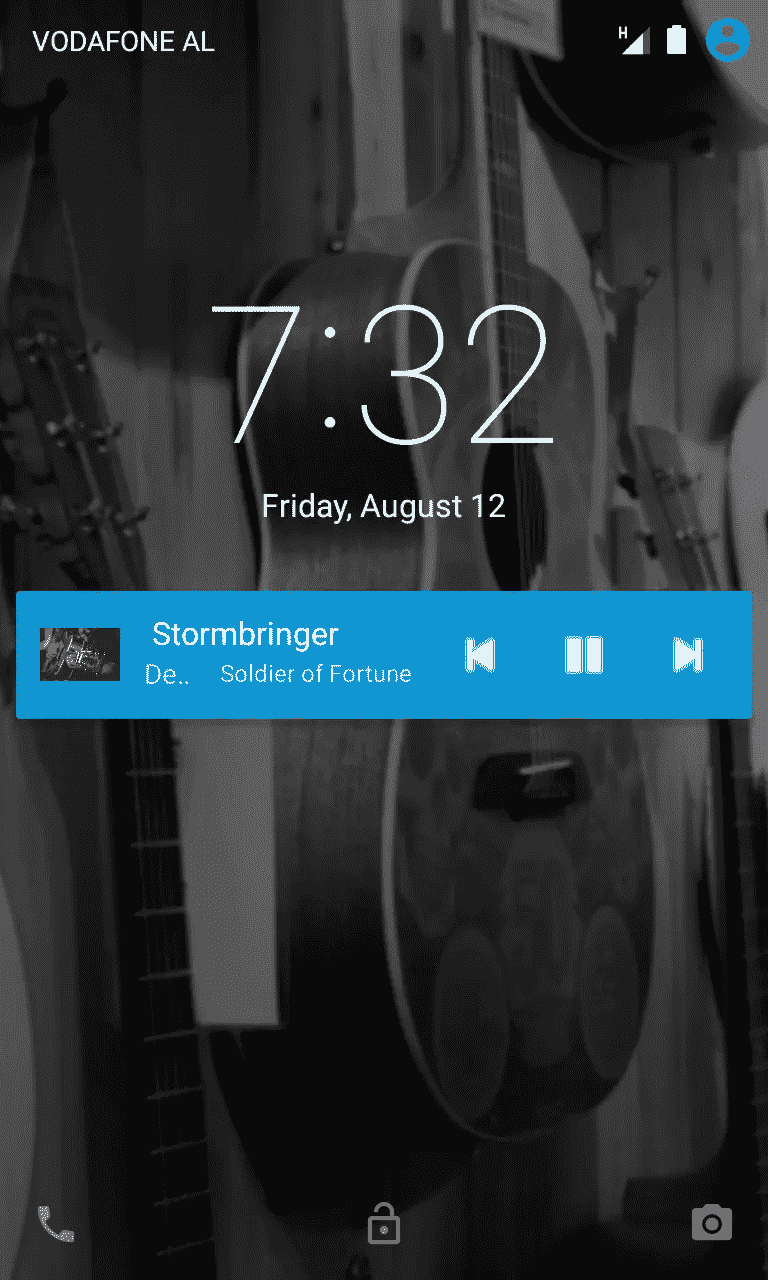 VODAFONE AL
H
7:32
Friday, August 12
Stormbringer
De.. Soldier of Fortune